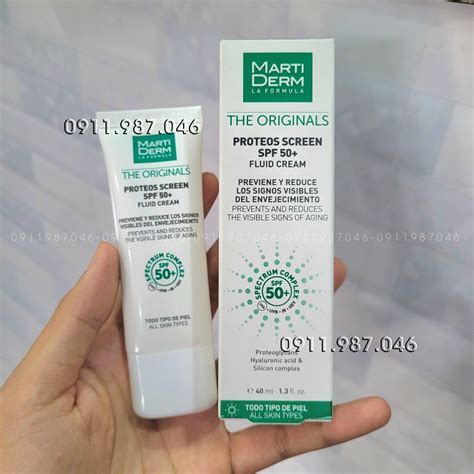 MARTI
DERM
LA FORMULA
THE ORIGINALS
PROTEOS SCREEN
SPF 50+
FLUID CREAM
PREVIENE Y REDUCE LOS SIGNOS
VISIBLES DEL ENVEJECIMIENTO
PREVENTS AND REDUCES
THE VISIBLE SIGNS OF AGING
SPECTRUM COMPLEX
SPF
50+
TODO TIPO DE PIEL
ALL SKIN TYPES
MARTI
DERM
LA FORMULA
THE ORIGINALS
PROTEOS SCREEN
SPF 50+
FLUID CREAM
PREVIENE Y REDUCE
LOS SIGNOS VISIBLES
DEL ENVEJECIMIENTO
PREVENTS AND REDUCES
THE VISIBLE SIGNS OF AGING
SPECTRUM COMPLEX
SPF
50+
Proteoglycans
Hyaluronic acid &
Silicon complex
e 40 ml - 1.3 fl. oz.
TODO TIPO DE PIEL
ALL SKIN TYPES
0911.987.046
0911.987.046
0911987046-0911987046-0911987046-0911987046